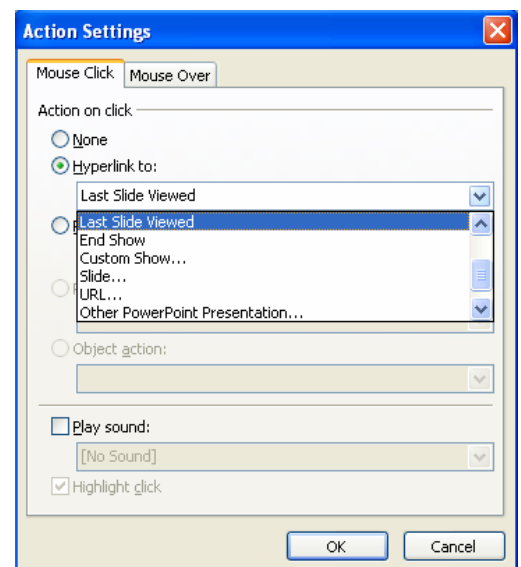 Action Settings
Mouse Click Mouse Over
Action on click
None
Hyperlink to:
Last Slide Viewed
Last Slide Viewed
End Show
Custom Show...
Slide...
URL...
Other PowerPoint Presentation...
Object action:
Play sound:
[No Sound]
Highlight click
OK Cancel